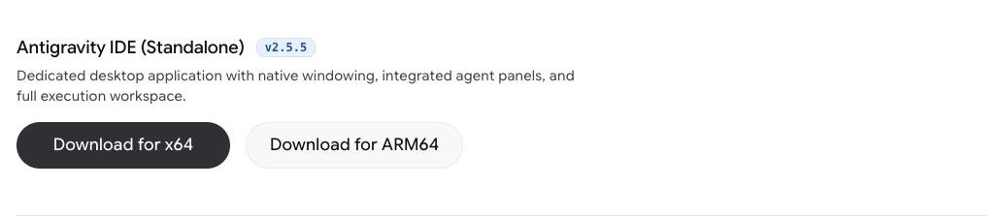 Antigravity IDE (Standalone) v2.5.5
Dedicated desktop application with native windowing, integrated agent panels, and
full execution workspace.
Download for x64 Download for ARM64